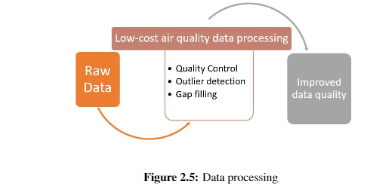 Low-cost air quality data processing
Raw
Data
• Quality Control
• Outlier detection
• Gap filling
Improved
data quality
Figure 2.5: Data processing